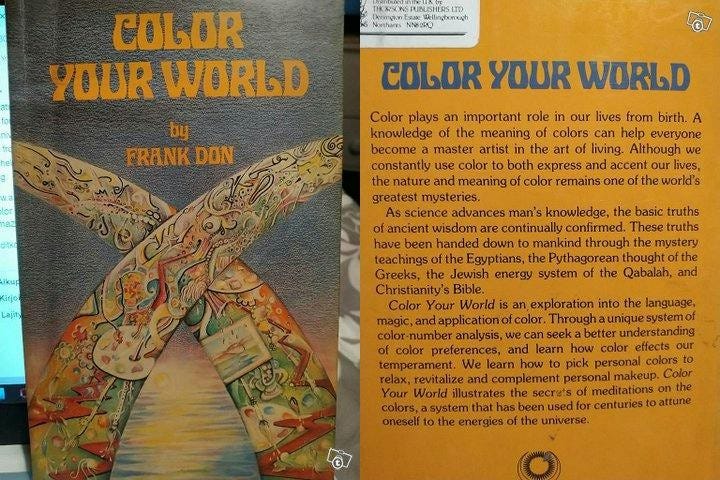 COLOR
YOUR WORLD
by
FRANK DON
Distributed in the U.K. by
THORSONS PUBLISHERS LTD
Denington Estate Wellingborough
Northants NN8 2RQ
COLOR YOUR WORLD
Color plays an important role in our lives from birth. A
knowledge of the meaning of colors can help everyone
become a master artist in the art of living. Although we
constantly use color to both express and accent our lives,
the nature and meaning of color remains one of the world's
greatest mysteries.
As science advances man's knowledge, the basic truths
of ancient wisdom are continually confirmed. These truths
have been handed down to mankind through the mystery
teachings of the Egyptians, the Pythagorean thought of the
Greeks, the Jewish energy system of the Qabalah, and
Christianity's Bible.
Color Your World is an exploration into the language,
magic, and application of color. Through a unique system of
color-number analysis, we can seek a better understanding
of color preferences, and learn how color effects our
temperament. We learn how to pick personal colors to
relax, revitalize and complement personal makeup. Color
Your World illustrates the secrets of meditations on the
colors, a system that has been used for centuries to attune
oneself to the energies of the universe.